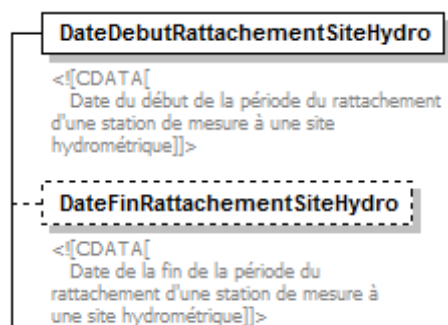 DateDebutRattachementSiteHydro
<![CDATA[
Date du début de la période du rattachement
d'une station de mesure à une site
hydrométrique]]>
DateFinRattachementSiteHydro
<![CDATA[
Date de la fin de la période du
rattachement d'une station de mesure à
une site hydrométrique]]>